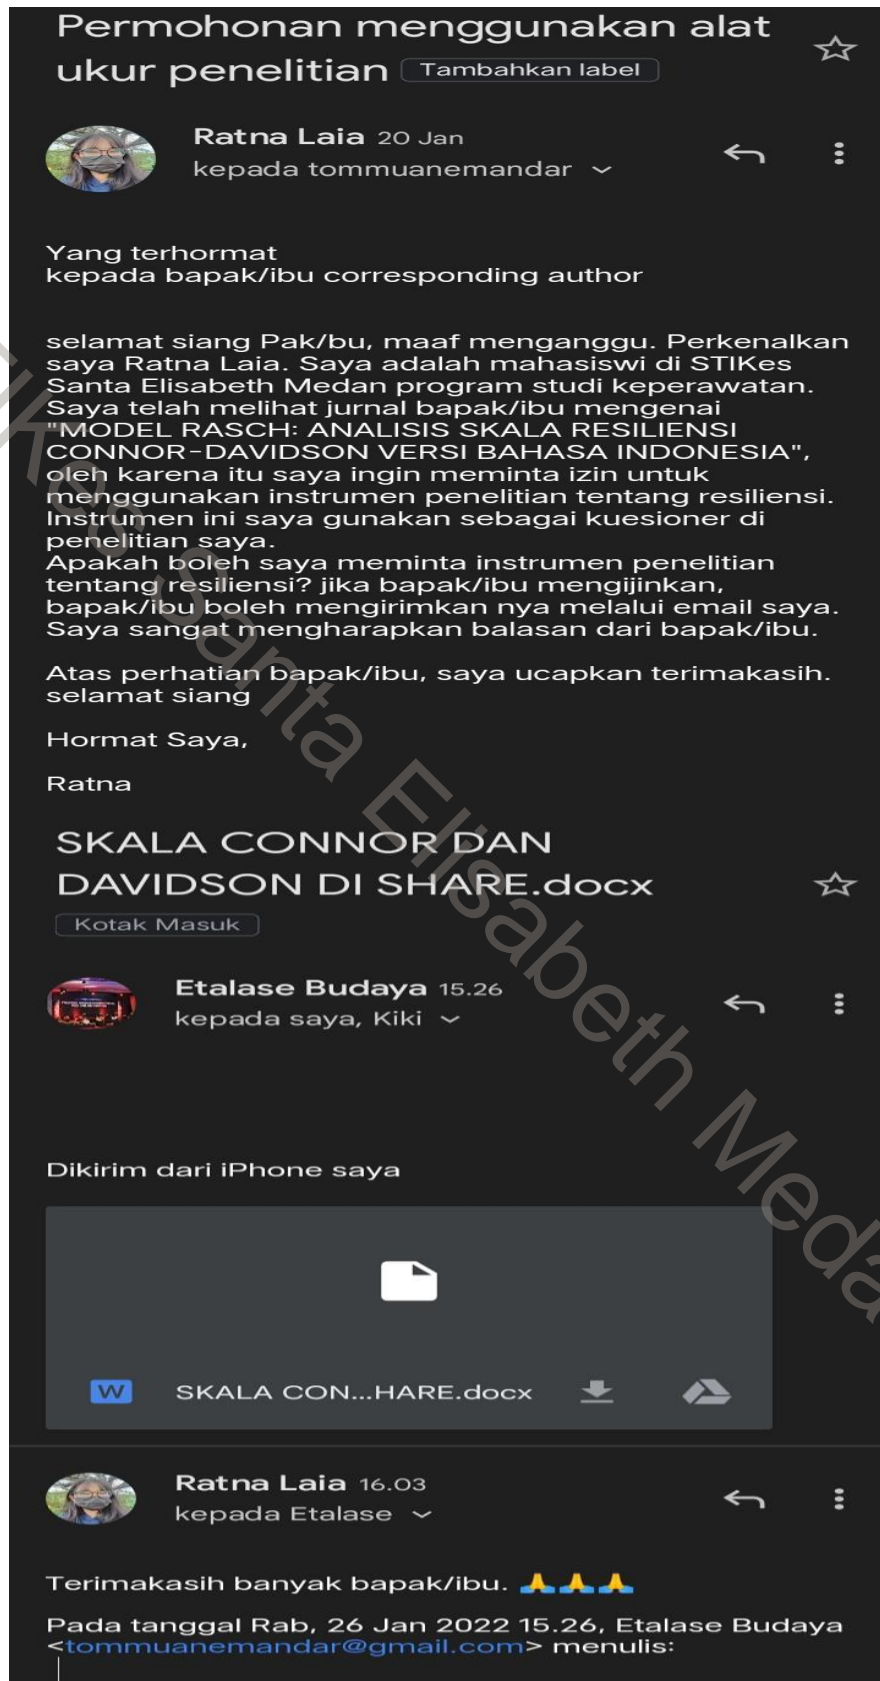 Permohonan menggunakan alat
ukur penelitian Tambahkan label
Ratna Laia 20 Jan
kepada tommuanemandar
Yang terhormat
kepada bapak/ibu corresponding author
selamat siang Pak/bu, maaf menganggu. Perkenalkan
saya Ratna Laia. Saya adalah mahasiswi di STIKes
Santa Elisabeth Medan program studi keperawatan.
Saya telah melihat jurnal bapak/ibu mengenai
"MODEL RASCH: ANALISIS SKALA RESILIENSI
CONNOR-DAVIDSON VERSI BAHASA INDONESIA",
oleh karena itu saya ingin meminta izin untuk
menggunakan instrumen penelitian tentang resiliensi.
Instrumen ini saya gunakan sebagai kuesioner di
penelitian saya.
Apakah boleh saya meminta instrumen penelitian
tentang resiliensi? jika bapak/ibu mengijinkan,
bapak/ibu boleh mengirimkan nya melalui email saya.
Saya sangat mengharapkan balasan dari bapak/ibu.
Atas perhatian bapak/ibu, saya ucapkan terimakasih.
selamat siang
Hormat Saya,
Ratna
SKALA CONNOR DAN
DAVIDSON DI SHARE.docx
Kotak Masuk
Etalase Budaya 15.26
kepada saya, Kiki
Dikirim dari iPhone saya
W SKALA CON...HARE.docx
Ratna Laia 16.03
kepada Etalase
Terimakasih banyak bapak/ibu. 🙏🙏🙏
Pada tanggal Rab, 26 Jan 2022 15.26, Etalase Budaya
<tommuanemandar@gmail.com> menulis:
STIKes Santa Elisabeth Meda